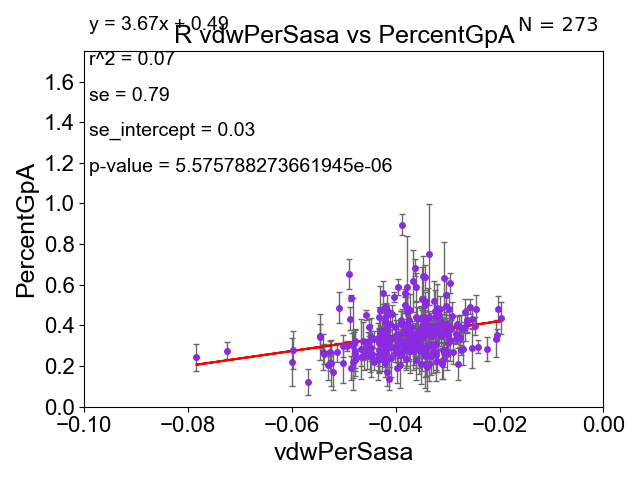 y = 3.67x + 0.49
N = 273
R vdwPerSasa vs PercentGpA
r^2 = 0.07
se = 0.79
se_intercept = 0.03
p-value = 5.575788273661945e-06
PercentGpA
1.6
1.4
1.2
1.0
0.8
0.6
0.4
0.2
0.0
−0.10
−0.08
−0.06
−0.04
−0.02
0.00
vdwPerSasa